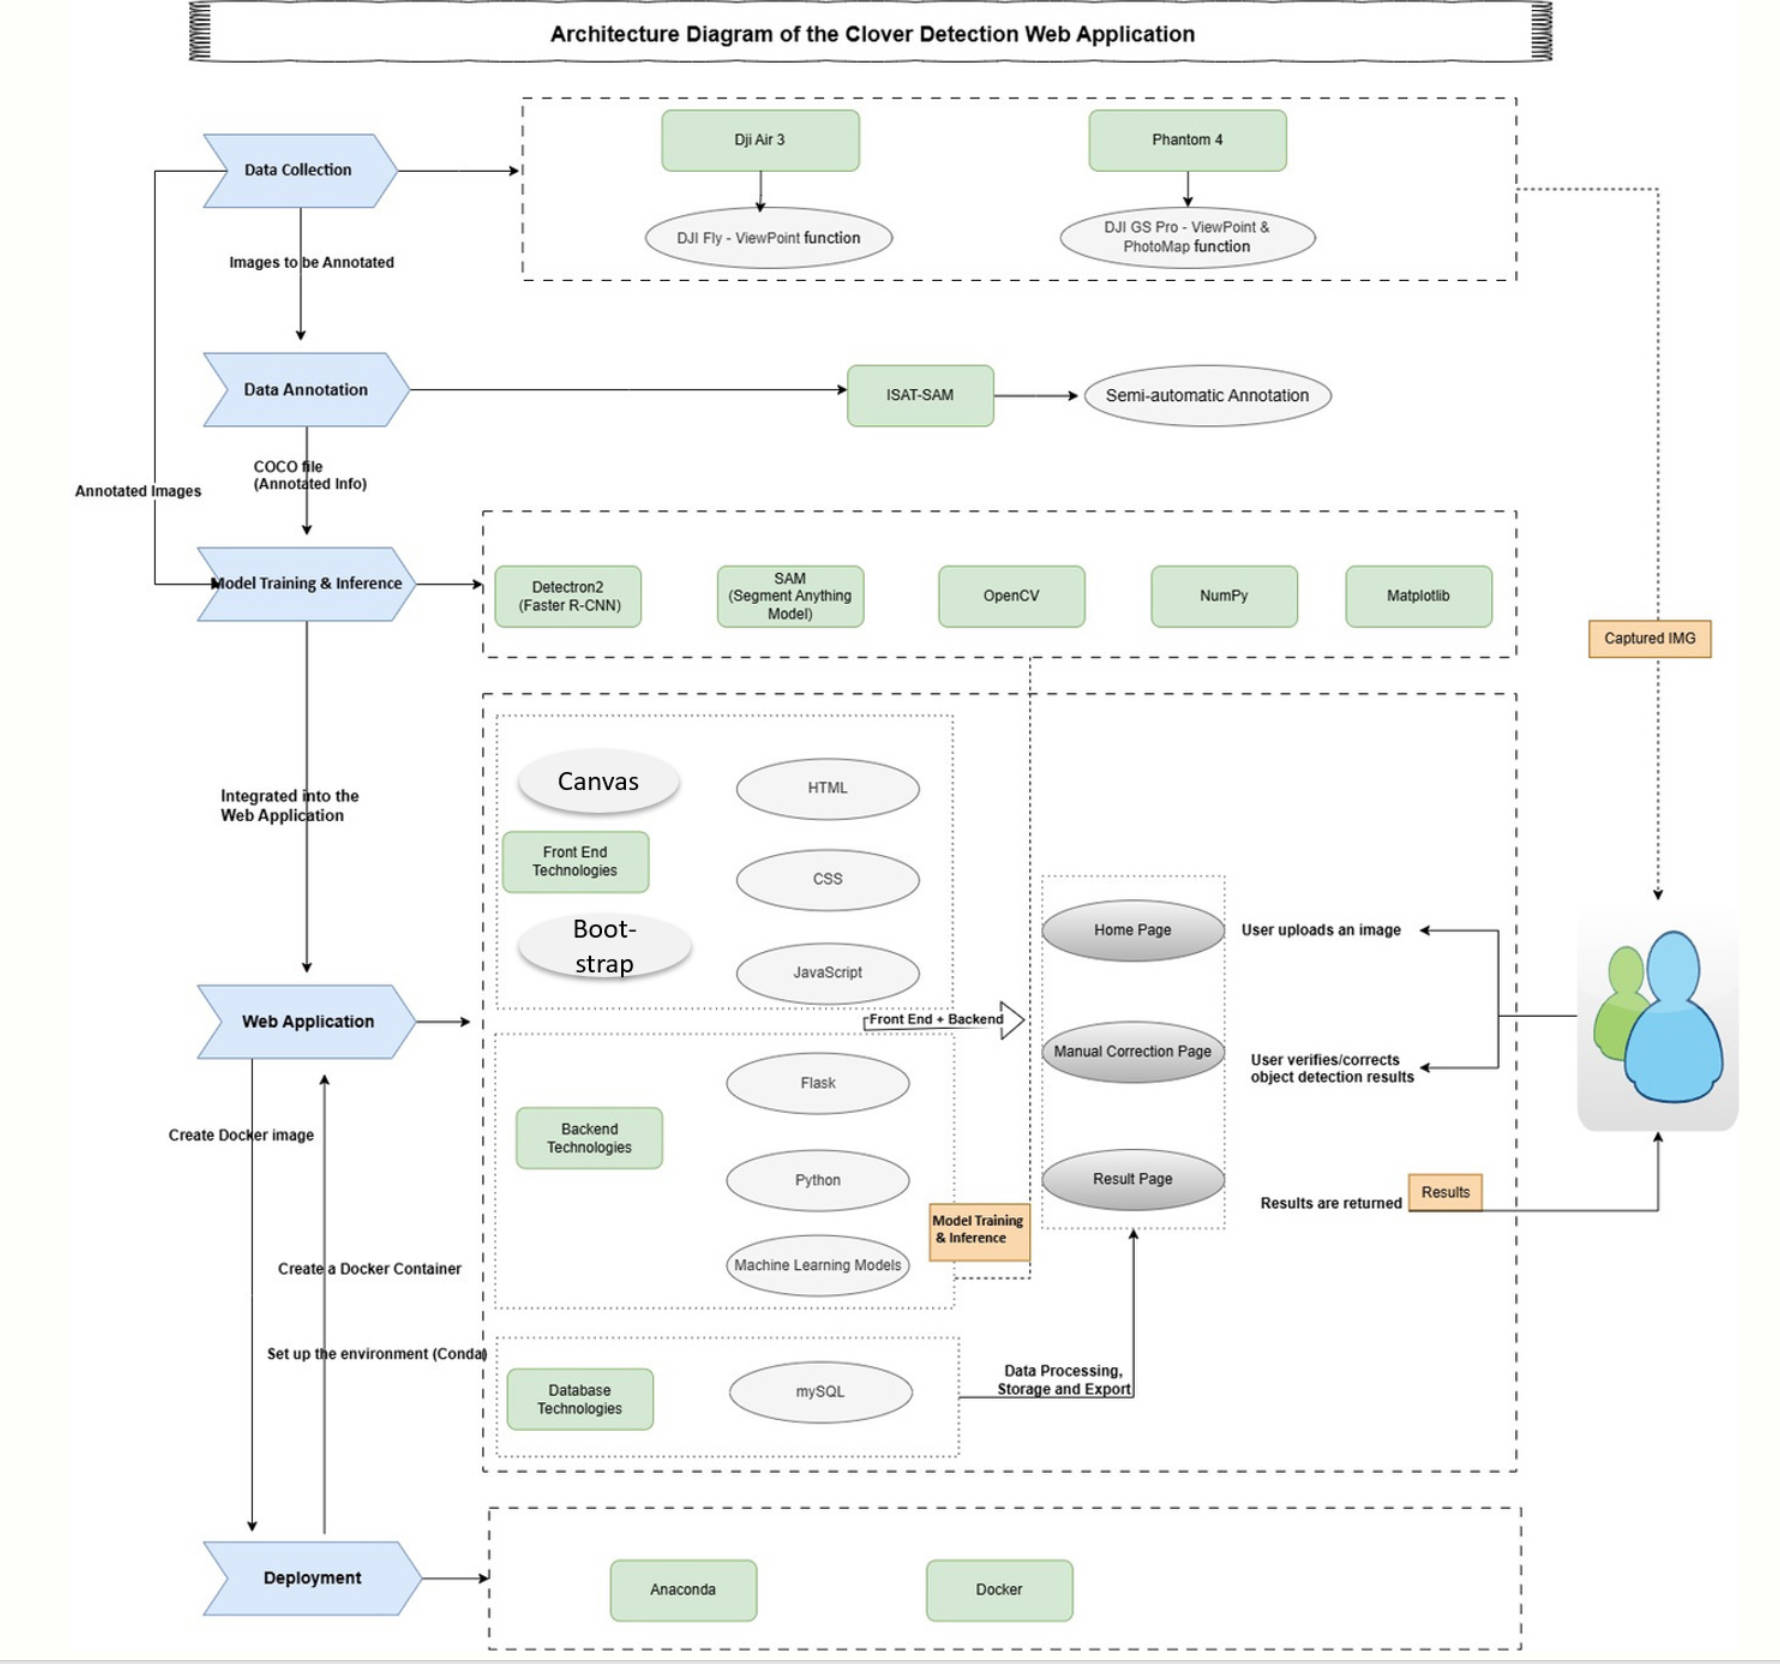 Architecture Diagram of the Clover Detection Web Application
Data Collection
Dji Air 3
Phantom 4
DJI Fly - ViewPoint function
DJI GS Pro - ViewPoint &
PhotoMap function
Images to be Annotated
Data Annotation
ISAT-SAM
Semi-automatic Annotation
COCO file
(Annotated Info)
Annotated Images
Model Training & Inference
Detectron2
(Faster R-CNN)
SAM
(Segment Anything
Model)
OpenCV
NumPy
Matplotlib
Captured IMG
Integrated into the
Web Application
Canvas
HTML
Front End
Technologies
CSS
Boot-
strap
JavaScript
Web Application
Front End + Backend
Home Page
User uploads an image
Manual Correction Page
User verifies/corrects
object detection results
Result Page
Results are returned
Results
Flask
Backend
Technologies
Python
Machine Learning Models
Model Training
& Inference
Create Docker image
Create a Docker Container
Set up the environment (Conda)
Database
Technologies
mySQL
Data Processing,
Storage and Export
Deployment
Anaconda
Docker